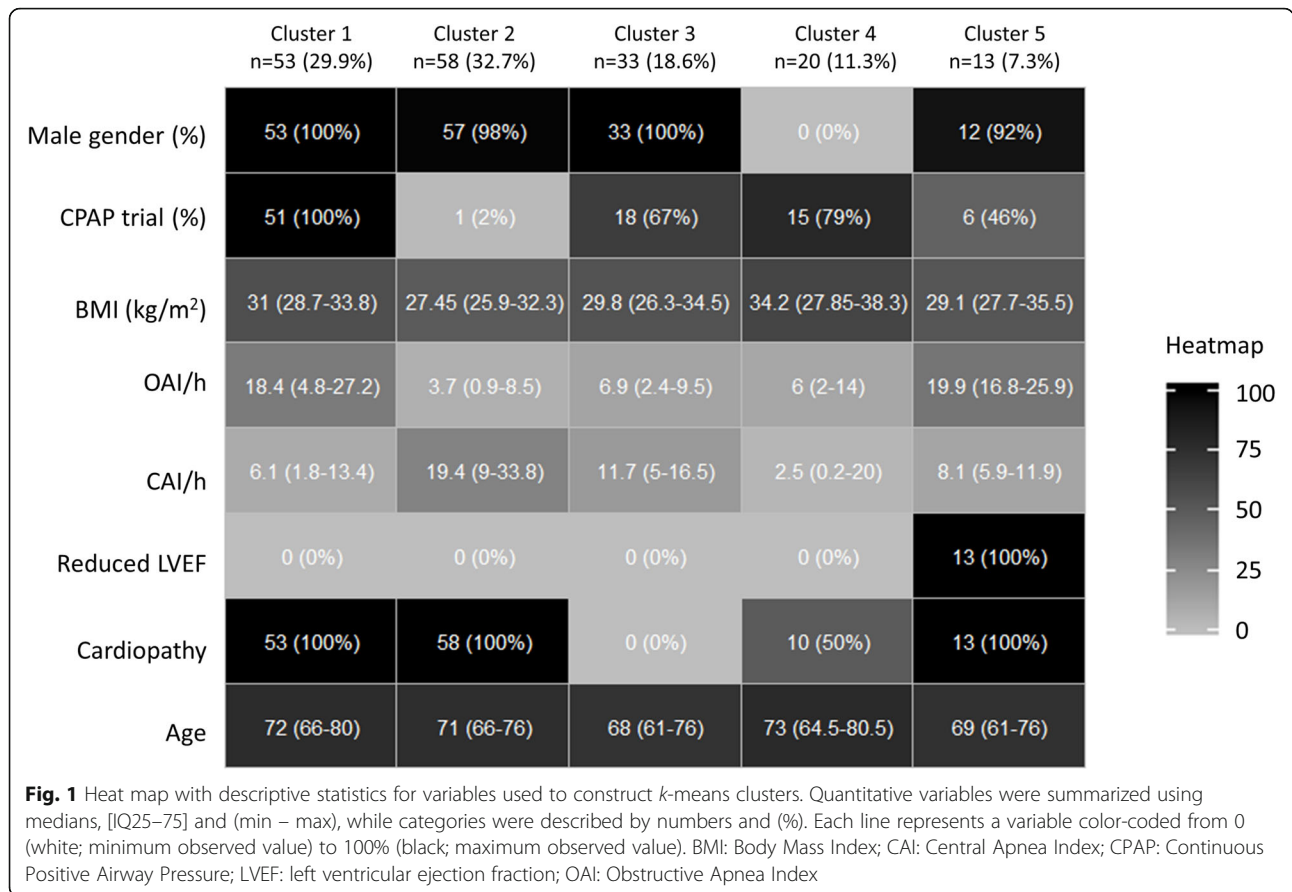 Cluster 1 Cluster 2 Cluster 3 Cluster 4 Cluster 5
n=53 (29.9%) n=58 (32.7%) n=33 (18.6%) n=20 (11.3%) n=13 (7.3%)
Male gender (%) 53 (100%) 57 (98%) 33 (100%) 0 (0%) 12 (92%)
CPAP trial (%) 51 (100%) 1 (2%) 18 (67%) 15 (79%) 6 (46%)
BMI (kg/m²) 31 (28.7-33.8) 27.45 (25.9-32.3) 29.8 (26.3-34.5) 34.2 (27.85-38.3) 29.1 (27.7-35.5)
OAI/h 18.4 (4.8-27.2) 3.7 (0.9-8.5) 6.9 (2.4-9.5) 6 (2-14) 19.9 (16.8-25.9)
CAI/h 6.1 (1.8-13.4) 19.4 (9-33.8) 11.7 (5-16.5) 2.5 (0.2-20) 8.1 (5.9-11.9)
Reduced LVEF 0 (0%) 0 (0%) 0 (0%) 0 (0%) 13 (100%)
Cardiopathy 53 (100%) 58 (100%) 0 (0%) 10 (50%) 13 (100%)
Age 72 (66-80) 71 (66-76) 68 (61-76) 73 (64.5-80.5) 69 (61-76)
Heatmap
100
75
50
25
0
Fig. 1 Heat map with descriptive statistics for variables used to construct k-means clusters. Quantitative variables were summarized using
medians, [IQ25–75] and (min – max), while categories were described by numbers and (%). Each line represents a variable color-coded from 0
(white; minimum observed value) to 100% (black; maximum observed value). BMI: Body Mass Index; CAI: Central Apnea Index; CPAP: Continuous
Positive Airway Pressure; LVEF: left ventricular ejection fraction; OAI: Obstructive Apnea Index